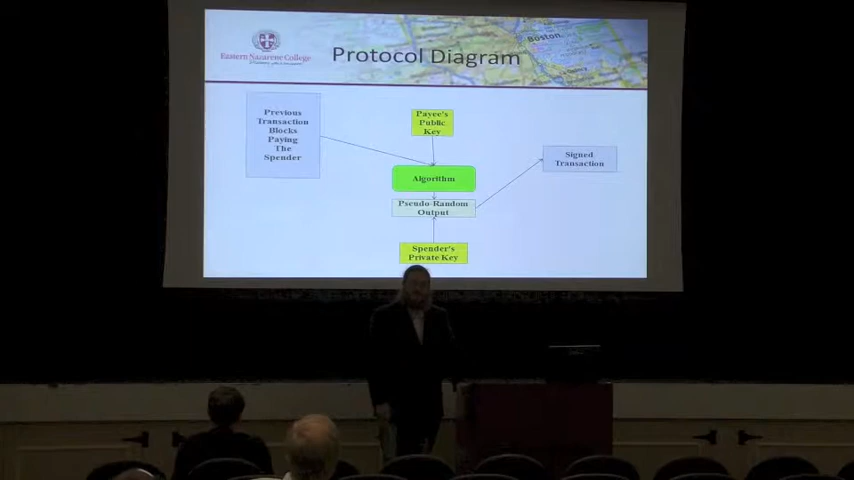 Eastern Nazarene College
Protocol Diagram
Boston
Previous
Transaction
Blocks
Paying
The
Spender
Payee's
Public
Key
Algorithm
Signed
Transaction
Pseudo-Random
Output
Spender's
Private Key